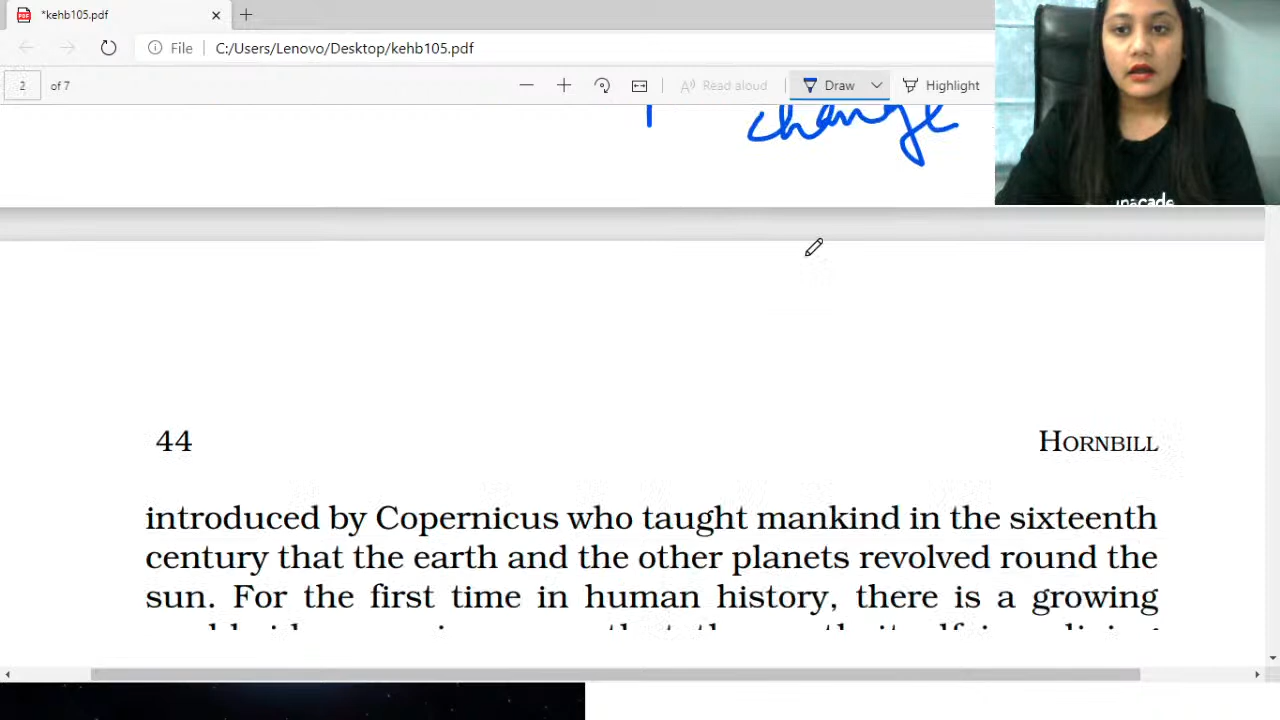 *kehb105.pdf
File C:/Users/Lenovo/Desktop/kehb105.pdf
2 of 7 Read aloud Draw Highlight
change
44 HORNBILL
introduced by Copernicus who taught mankind in the sixteenth
century that the earth and the other planets revolved round the
sun. For the first time in human history, there is a growing